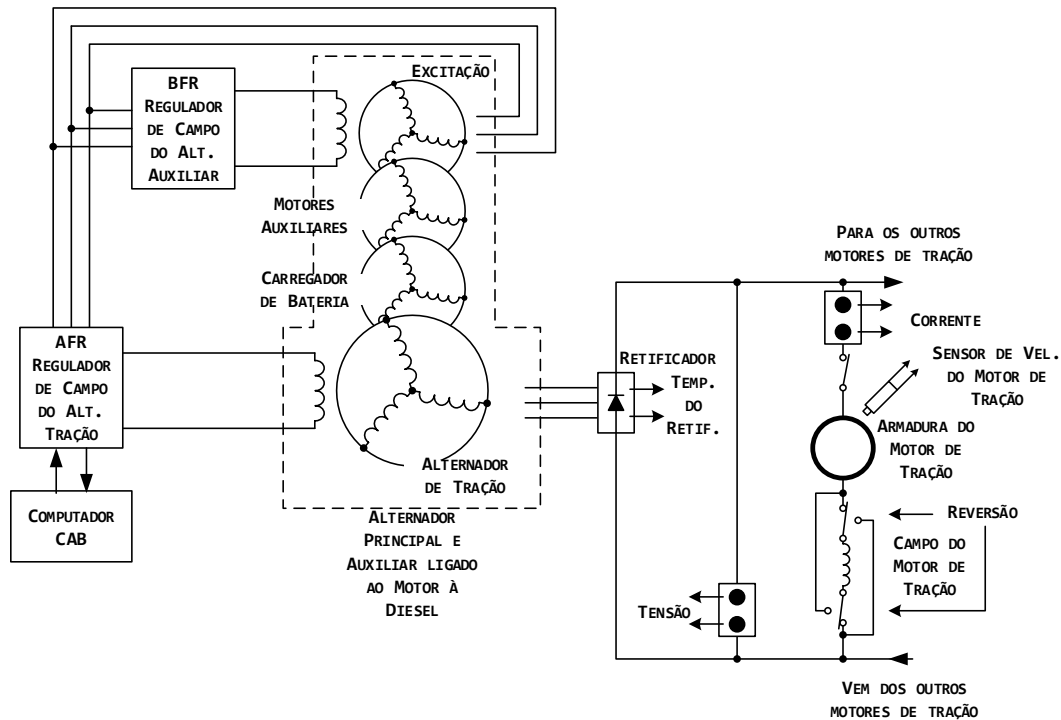 EXCITAÇÃO
BFR
REGULADOR
DE CAMPO
DO ALT.
AUXILIAR
MOTORES
AUXILIARES
CARREGADOR
DE BATERIA
AFR
REGULADOR
DE CAMPO
DO ALT.
TRAÇÃO
COMPUTADOR
CAB
ALTERNADOR
DE TRAÇÃO
ALTERNADOR
PRINCIPAL E
AUXILIAR LIGADO
AO MOTOR À
DIESEL
RETIFICADOR
TEMP.
DO
RETIF.
TENSÃO
PARA OS OUTROS
MOTORES DE TRAÇÃO
CORRENTE
SENSOR DE VEL.
DO MOTOR DE
TRAÇÃO
ARMADURA DO
MOTOR DE
TRAÇÃO
REVERSÃO
CAMPO DO
MOTOR DE
TRAÇÃO
VEM DOS OUTROS
MOTORES DE TRAÇÃO